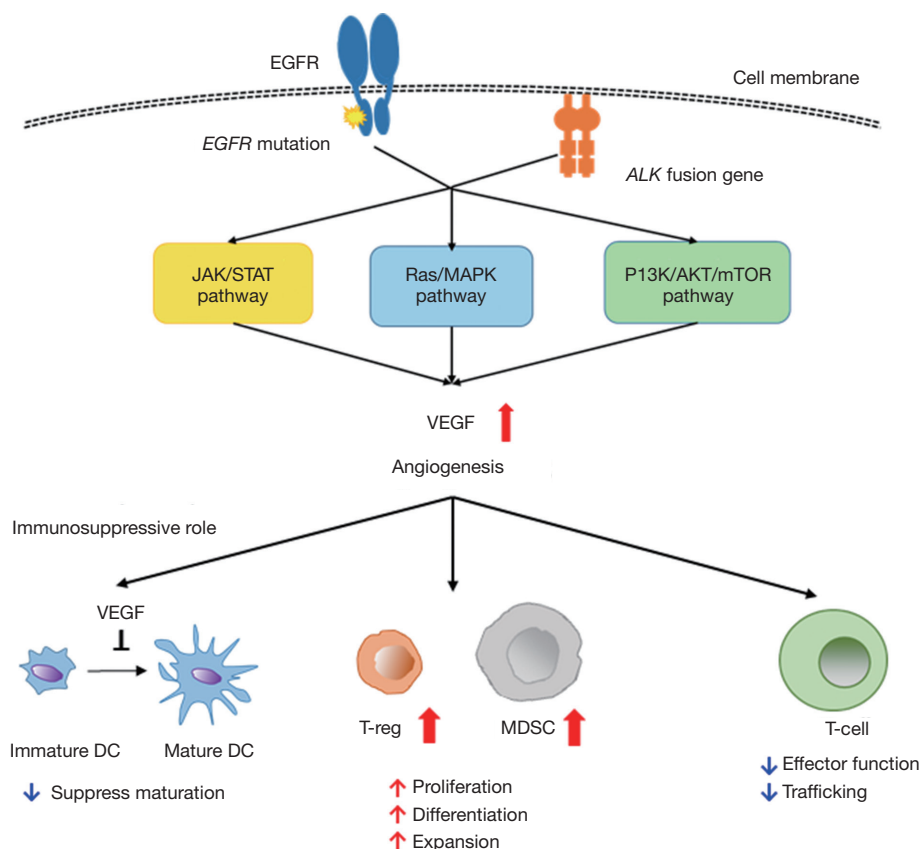 EGFR
Cell membrane
EGFR mutation
ALK fusion gene
JAK/STAT
pathway
Ras/MAPK
pathway
P13K/AKT/mTOR
pathway
VEGF
Angiogenesis
Immunosuppressive role
VEGF
Immature DC
Mature DC
Suppress maturation
T-reg
MDSC
Proliferation
Differentiation
Expansion
T-cell
Effector function
Trafficking